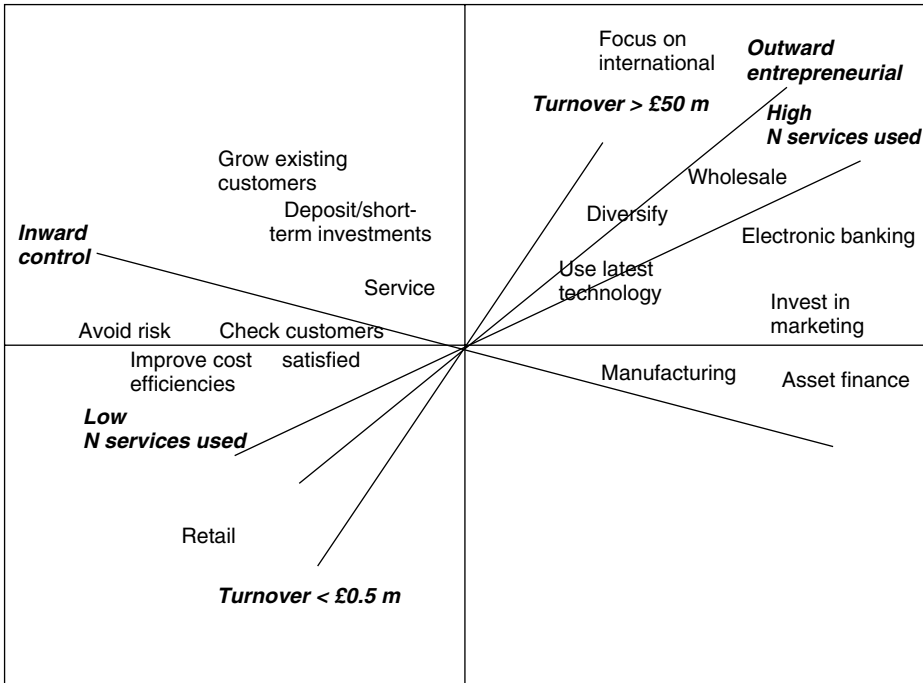 Focus on
international
Outward
entrepreneurial
Turnover > £50 m
High
N services used
Grow existing
customers
Wholesale
Deposit/short-
term investments
Diversify
Inward
control
Electronic banking
Use latest
technology
Service
Invest in
marketing
Avoid risk
Check customers
satisfied
Improve cost
efficiencies
Manufacturing
Asset finance
Low
N services used
Retail
Turnover < £0.5 m